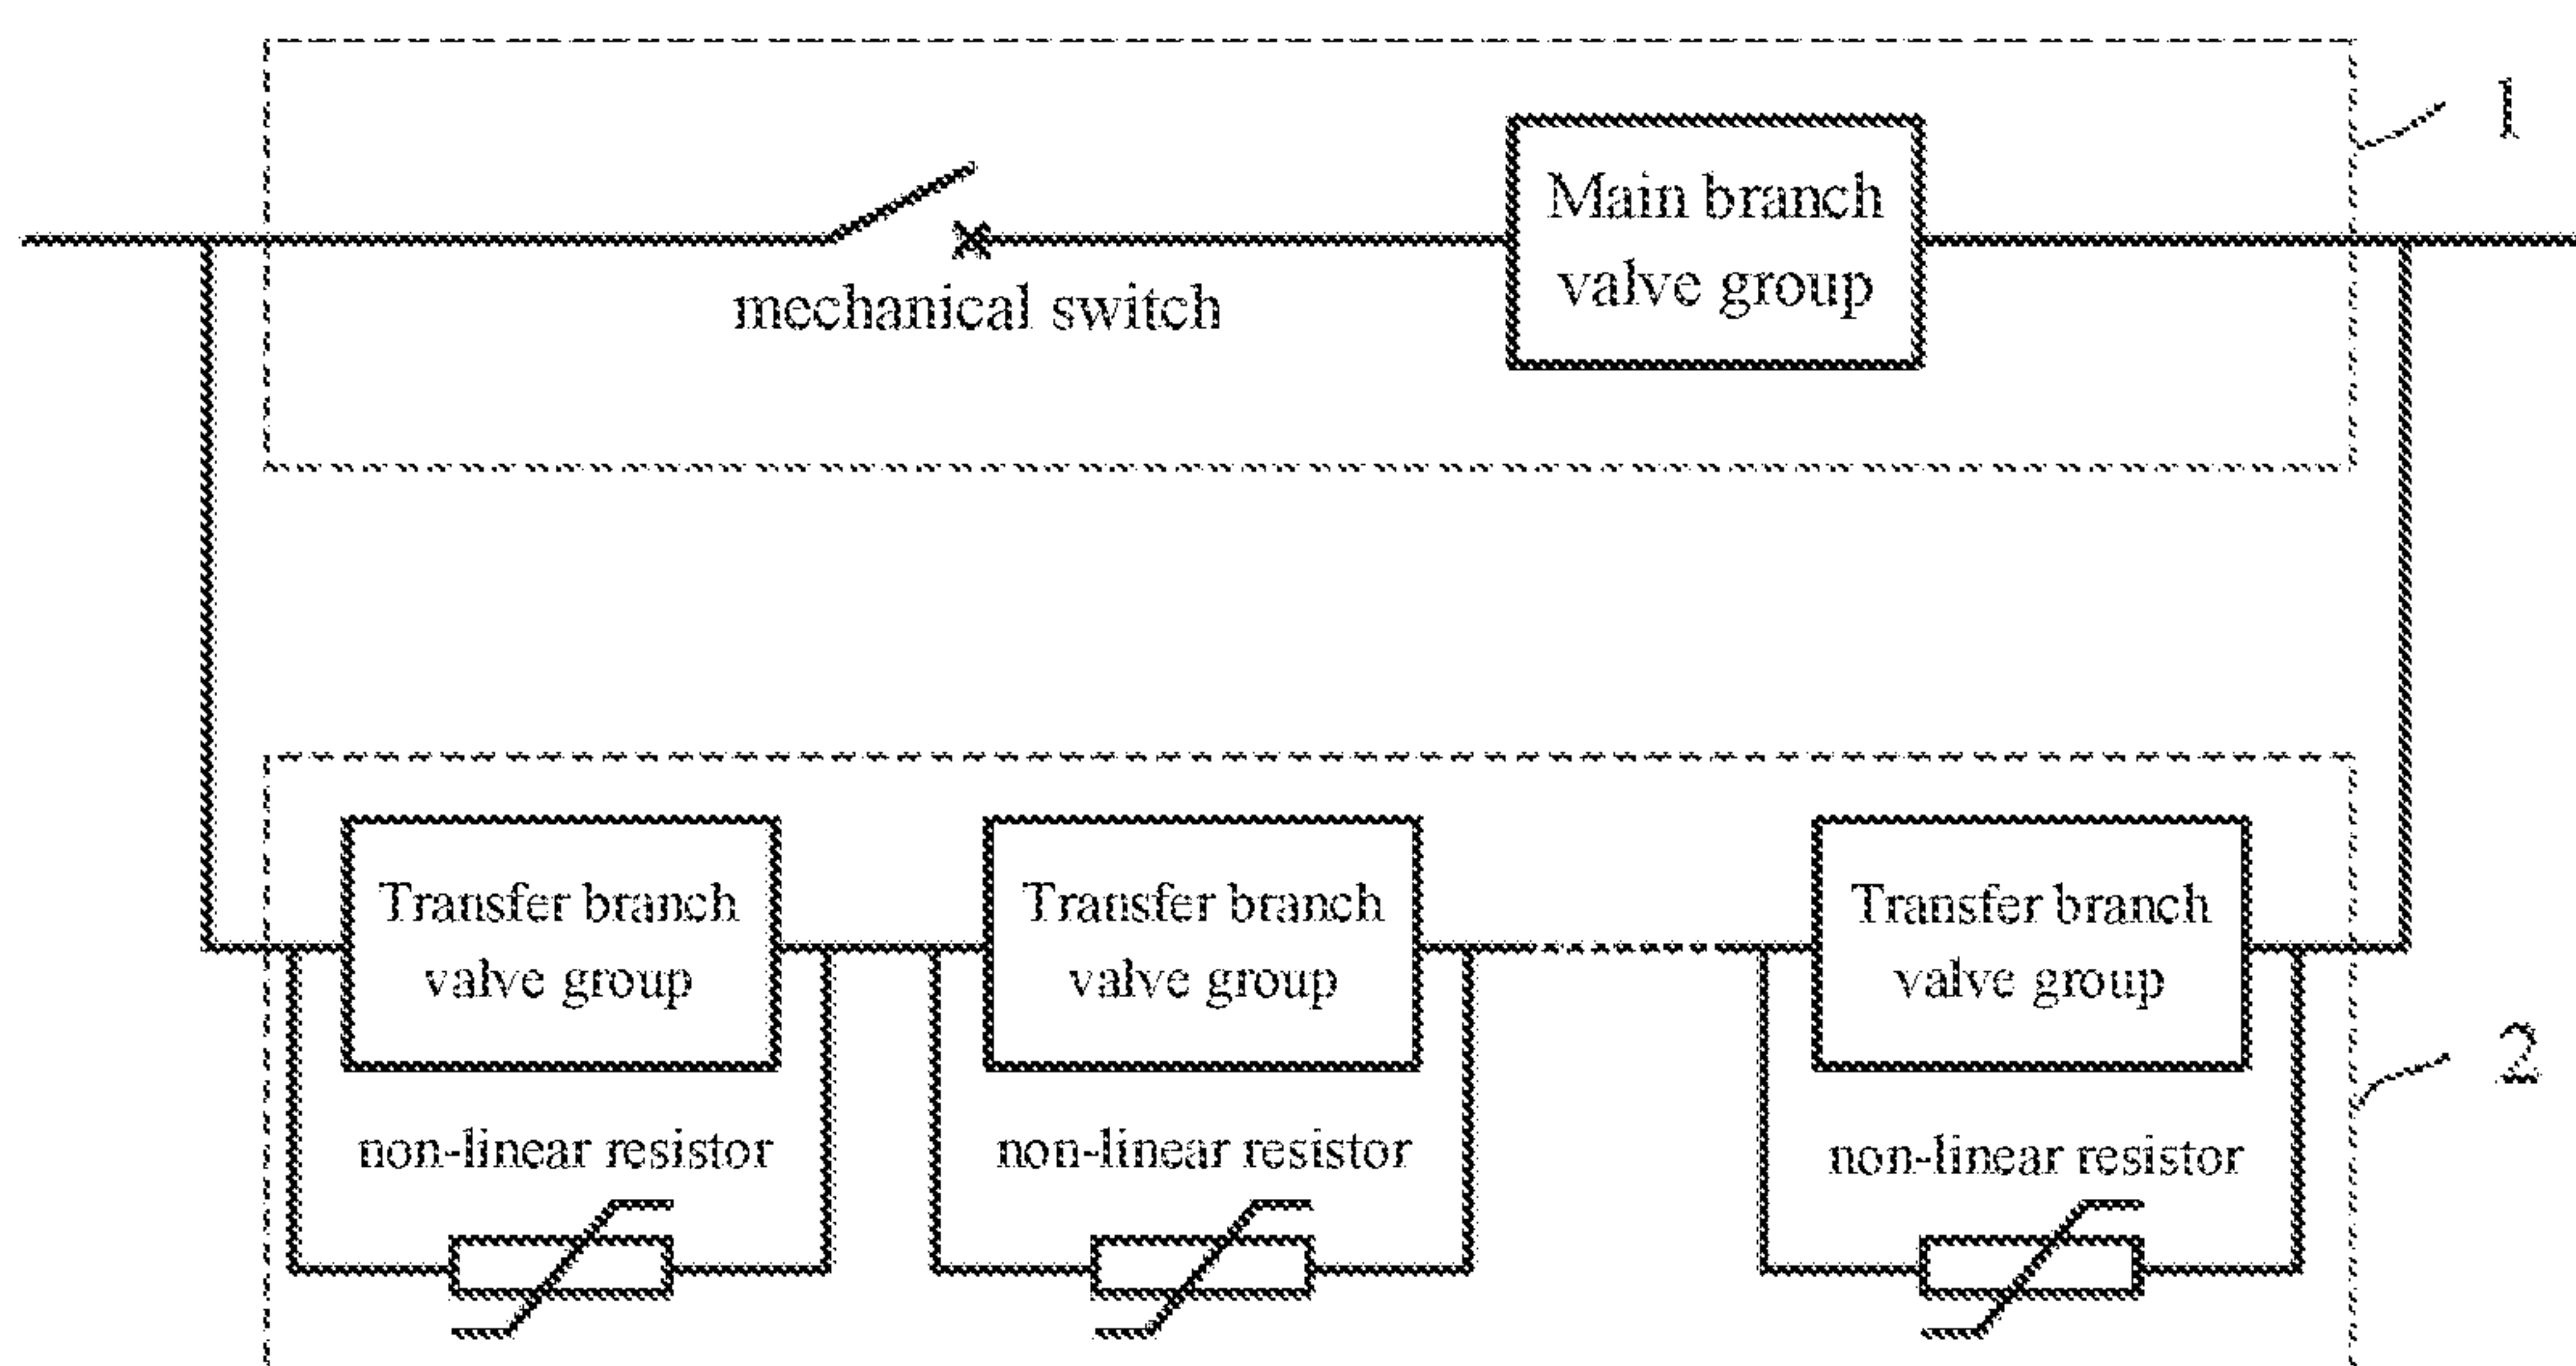 1
Main branch
valve group
mechanical switch
Transfer branch
valve group
Transfer branch
valve group
Transfer branch
valve group
2
non-linear resistor
non-linear resistor
non-linear resistor